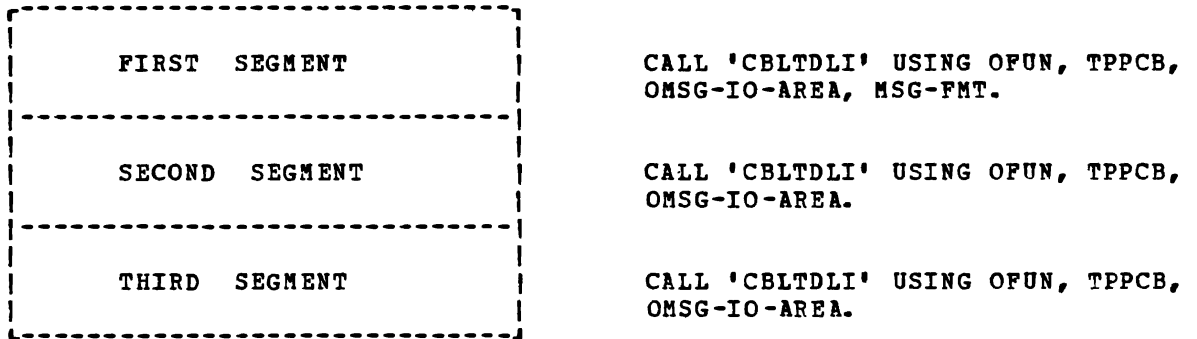 FIRST SEGMENT
CALL 'CBLTDLI' USING OFUN, TPPCB,
OMSG-IO-AREA, MSG-FMT.
SECOND SEGMENT
CALL 'CBLTDLI' USING OFUN, TPPCB,
OMSG-IO-AREA.
THIRD SEGMENT
CALL 'CBLTDLI' USING OFUN, TPPCB,
OMSG-IO-AREA.